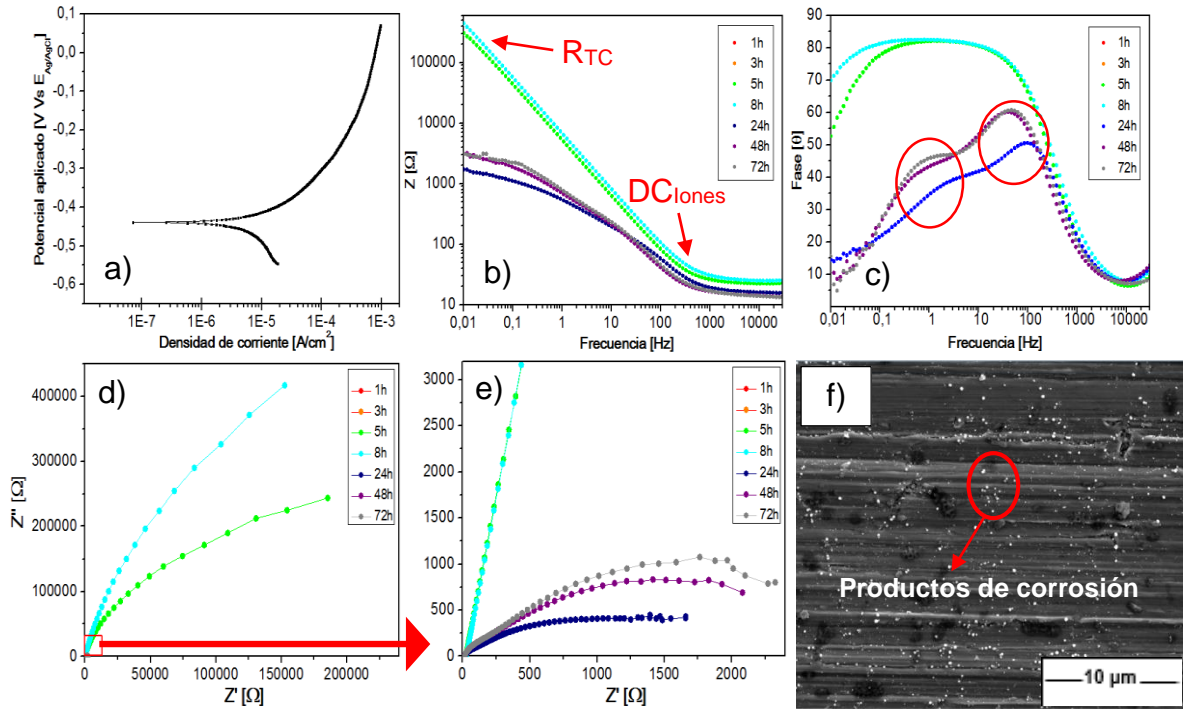 a)
Potencial aplicado [V Vs E Ag/AgCl]
0,1
0,0
-0,1
-0,2
-0,3
-0,4
-0,5
-0,6
1E-7 1E-6 1E-5 1E-4 1E-3
Densidad de corriente [A/cm²]
b)
Z [Ω]
100000
10000
1000
100
10
0,01 0,1 1 10 100 1000 10000
Frecuencia [Hz]
RTC
DCIones
1h
3h
5h
8h
24h
48h
72h
c)
Fase [θ]
90
80
70
60
50
40
30
20
10
0
0,01 0,1 1 10 100 1000 10000
Frecuencia [Hz]
1h
3h
5h
8h
24h
48h
72h
d)
Z'' [Ω]
400000
300000
200000
100000
0
0 50000 100000 150000 200000
Z' [Ω]
1h
3h
5h
8h
24h
48h
72h
e)
3000
2500
2000
1500
1000
500
0
0 500 1000 1500 2000
Z' [Ω]
1h
3h
5h
8h
24h
48h
72h
f)
Productos de corrosión
10 µm